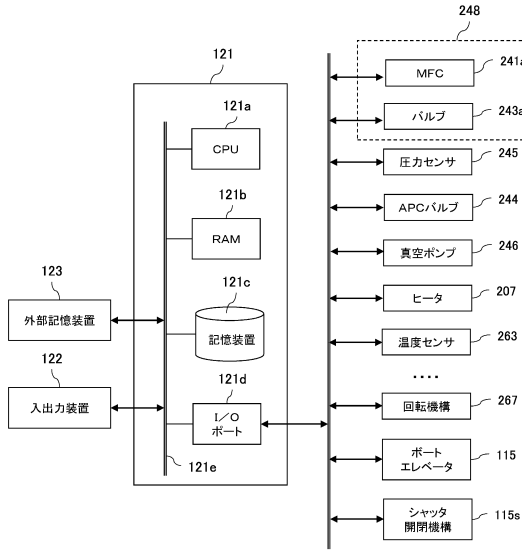 248
121
MFC
241a
121a
CPU
バルブ
243a
圧力センサ
245
121b
RAM
APCバルブ
244
真空ポンプ
246
123
外部記憶装置
121c
記憶装置
ヒータ
207
温度センサ
263
122
入出力装置
121d
I/O
ポート
‥‥
回転機構
267
121e
ボート
エレベータ
115
シャッタ
開閉機構
115s